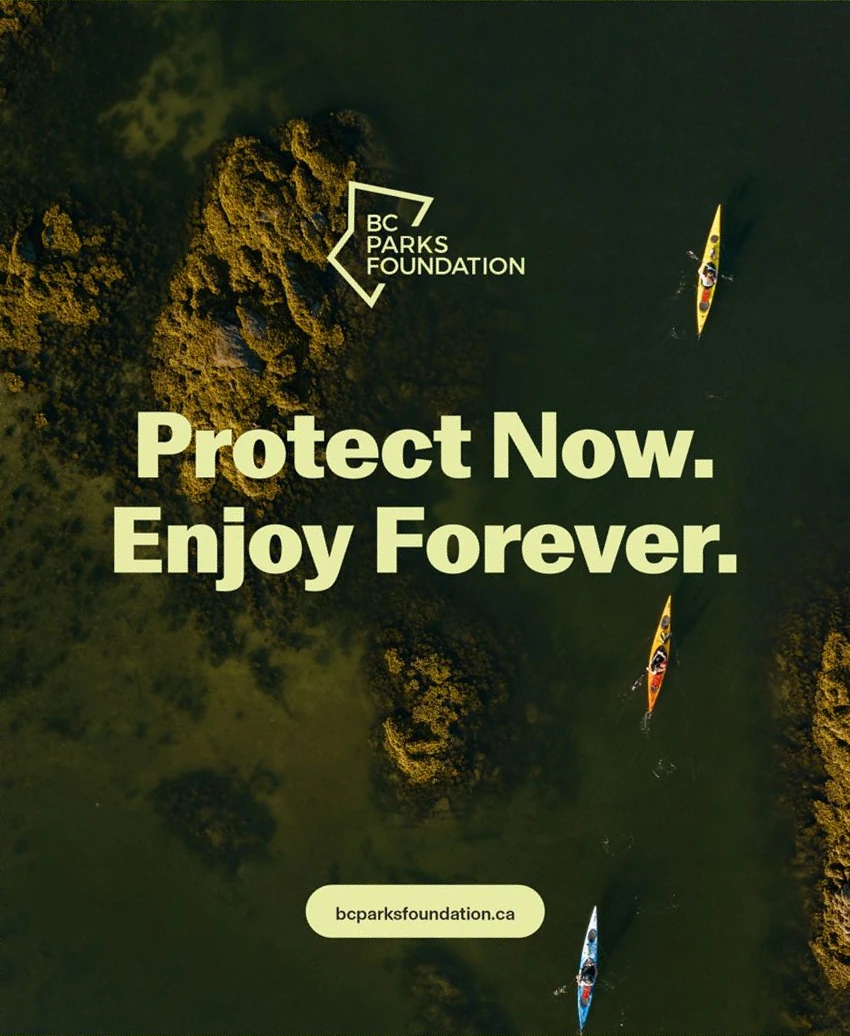 BC
PARKS
FOUNDATION
Protect Now.
Enjoy Forever.
bcparksfoundation.ca